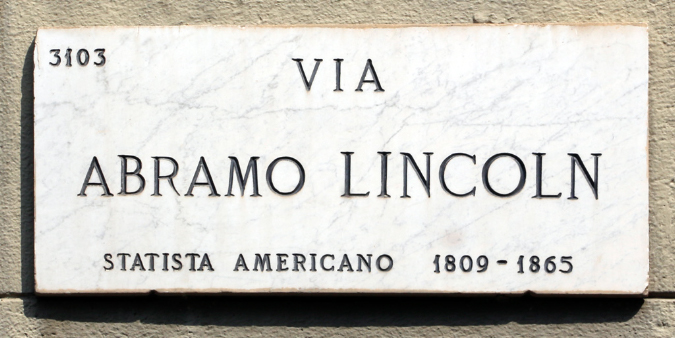 3103
VIA
ABRAMO LINCOLN
STATISTA AMERICANO 1809-1865